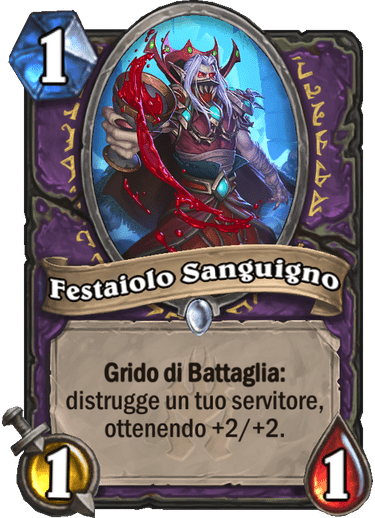 1
Festaiolo Sanguigno
Grido di Battaglia:
distrugge un tuo servitore,
ottenendo +2/+2.
1
1